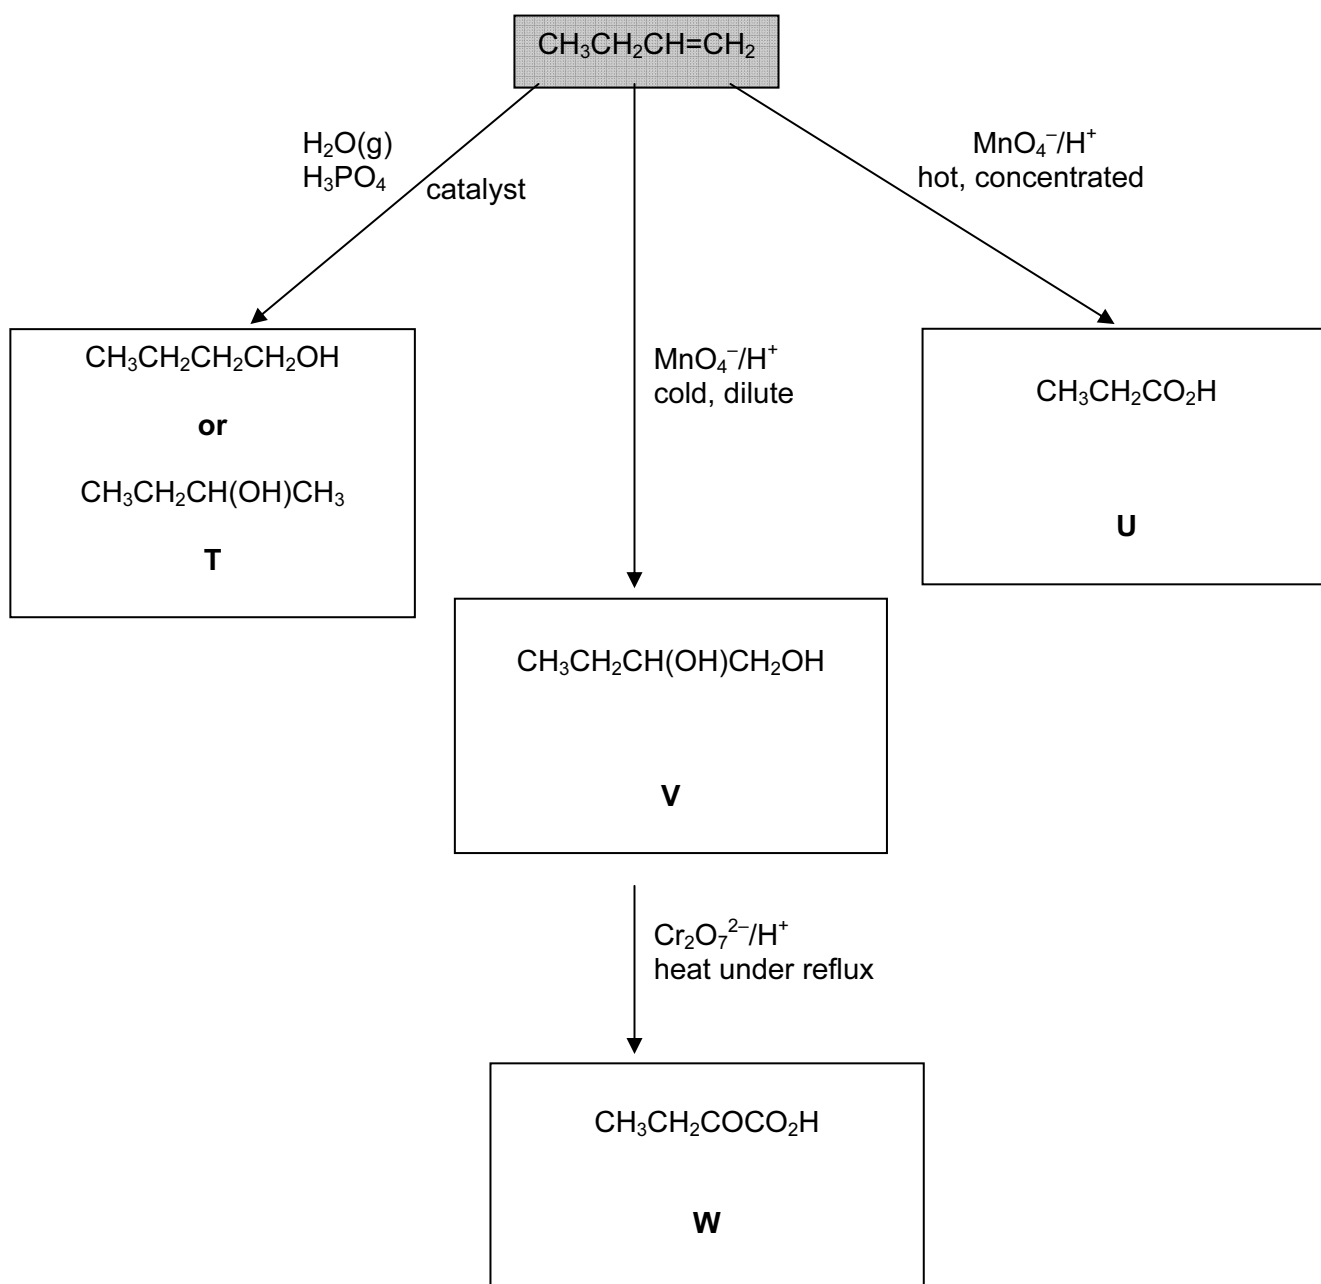 CH₃CH₂CH=CH₂
H₂O(g)
H₃PO₄
catalyst
MnO₄⁻/H⁺
hot, concentrated
CH₃CH₂CH₂CH₂OH
or
CH₃CH₂CH(OH)CH₃
T
MnO₄⁻/H⁺
cold, dilute
CH₃CH₂CO₂H
U
CH₃CH₂CH(OH)CH₂OH
V
Cr₂O₇²⁻/H⁺
heat under reflux
CH₃CH₂COCO₂H
W